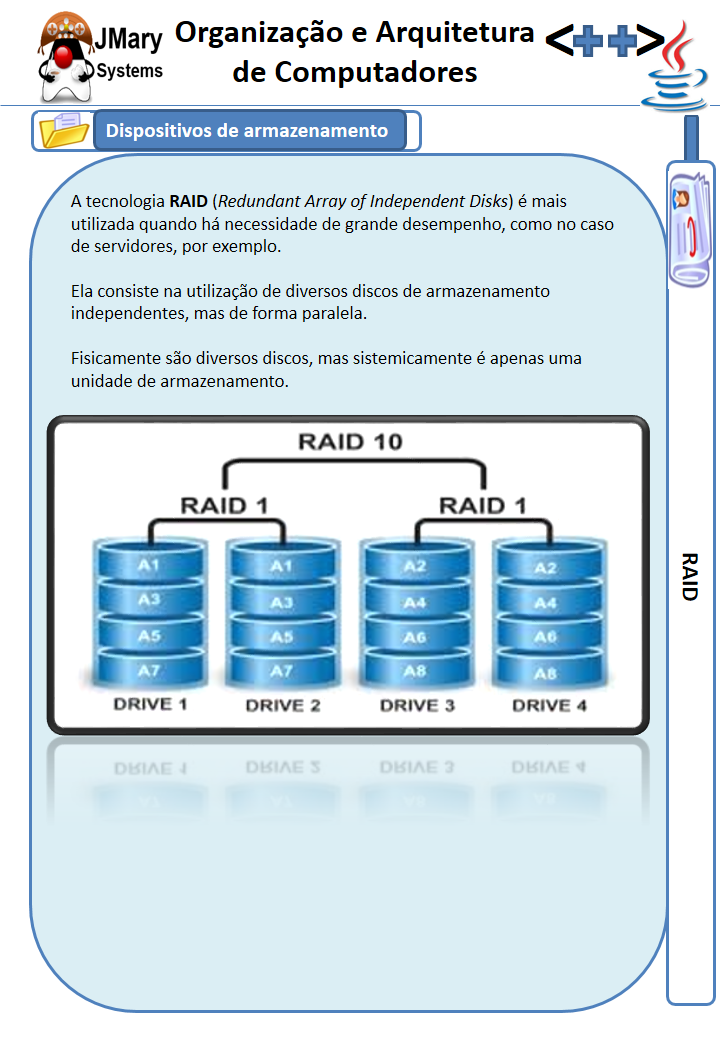 JMary
Systems
Organização e Arquitetura
de Computadores
<++>
Dispositivos de armazenamento
A tecnologia RAID (Redundant Array of Independent Disks) é mais
utilizada quando há necessidade de grande desempenho, como no caso
de servidores, por exemplo.
Ela consiste na utilização de diversos discos de armazenamento
independentes, mas de forma paralela.
Fisicamente são diversos discos, mas sistemicamente é apenas uma
unidade de armazenamento.
RAID 10
RAID 1 RAID 1
A1 A1 A2 A2
A3 A3 A4 A4
A5 A5 A6 A6
A7 A7 A8 A8
DRIVE 1 DRIVE 2 DRIVE 3 DRIVE 4
RAID